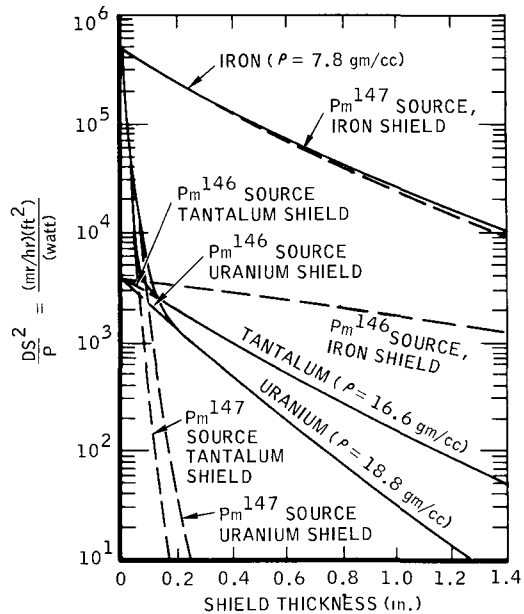 10^6
IRON (ρ = 7.8 gm/cc)
Pm^147 SOURCE,
IRON SHIELD
10^5
Pm^146 SOURCE
TANTALUM SHIELD
10^4
Pm^146 SOURCE
URANIUM SHIELD
DS^2/P = (mr/hr)(ft^2)/(watt)
10^3
Pm^146 SOURCE,
IRON SHIELD
TANTALUM (ρ = 16.6 gm/cc)
URANIUM (ρ = 18.8 gm/cc)
10^2
Pm^147
SOURCE
TANTALUM
SHIELD
Pm^147 SOURCE
URANIUM SHIELD
10^1
0 0.2 0.6 0.8 1.0 1.4
SHIELD THICKNESS (in.)